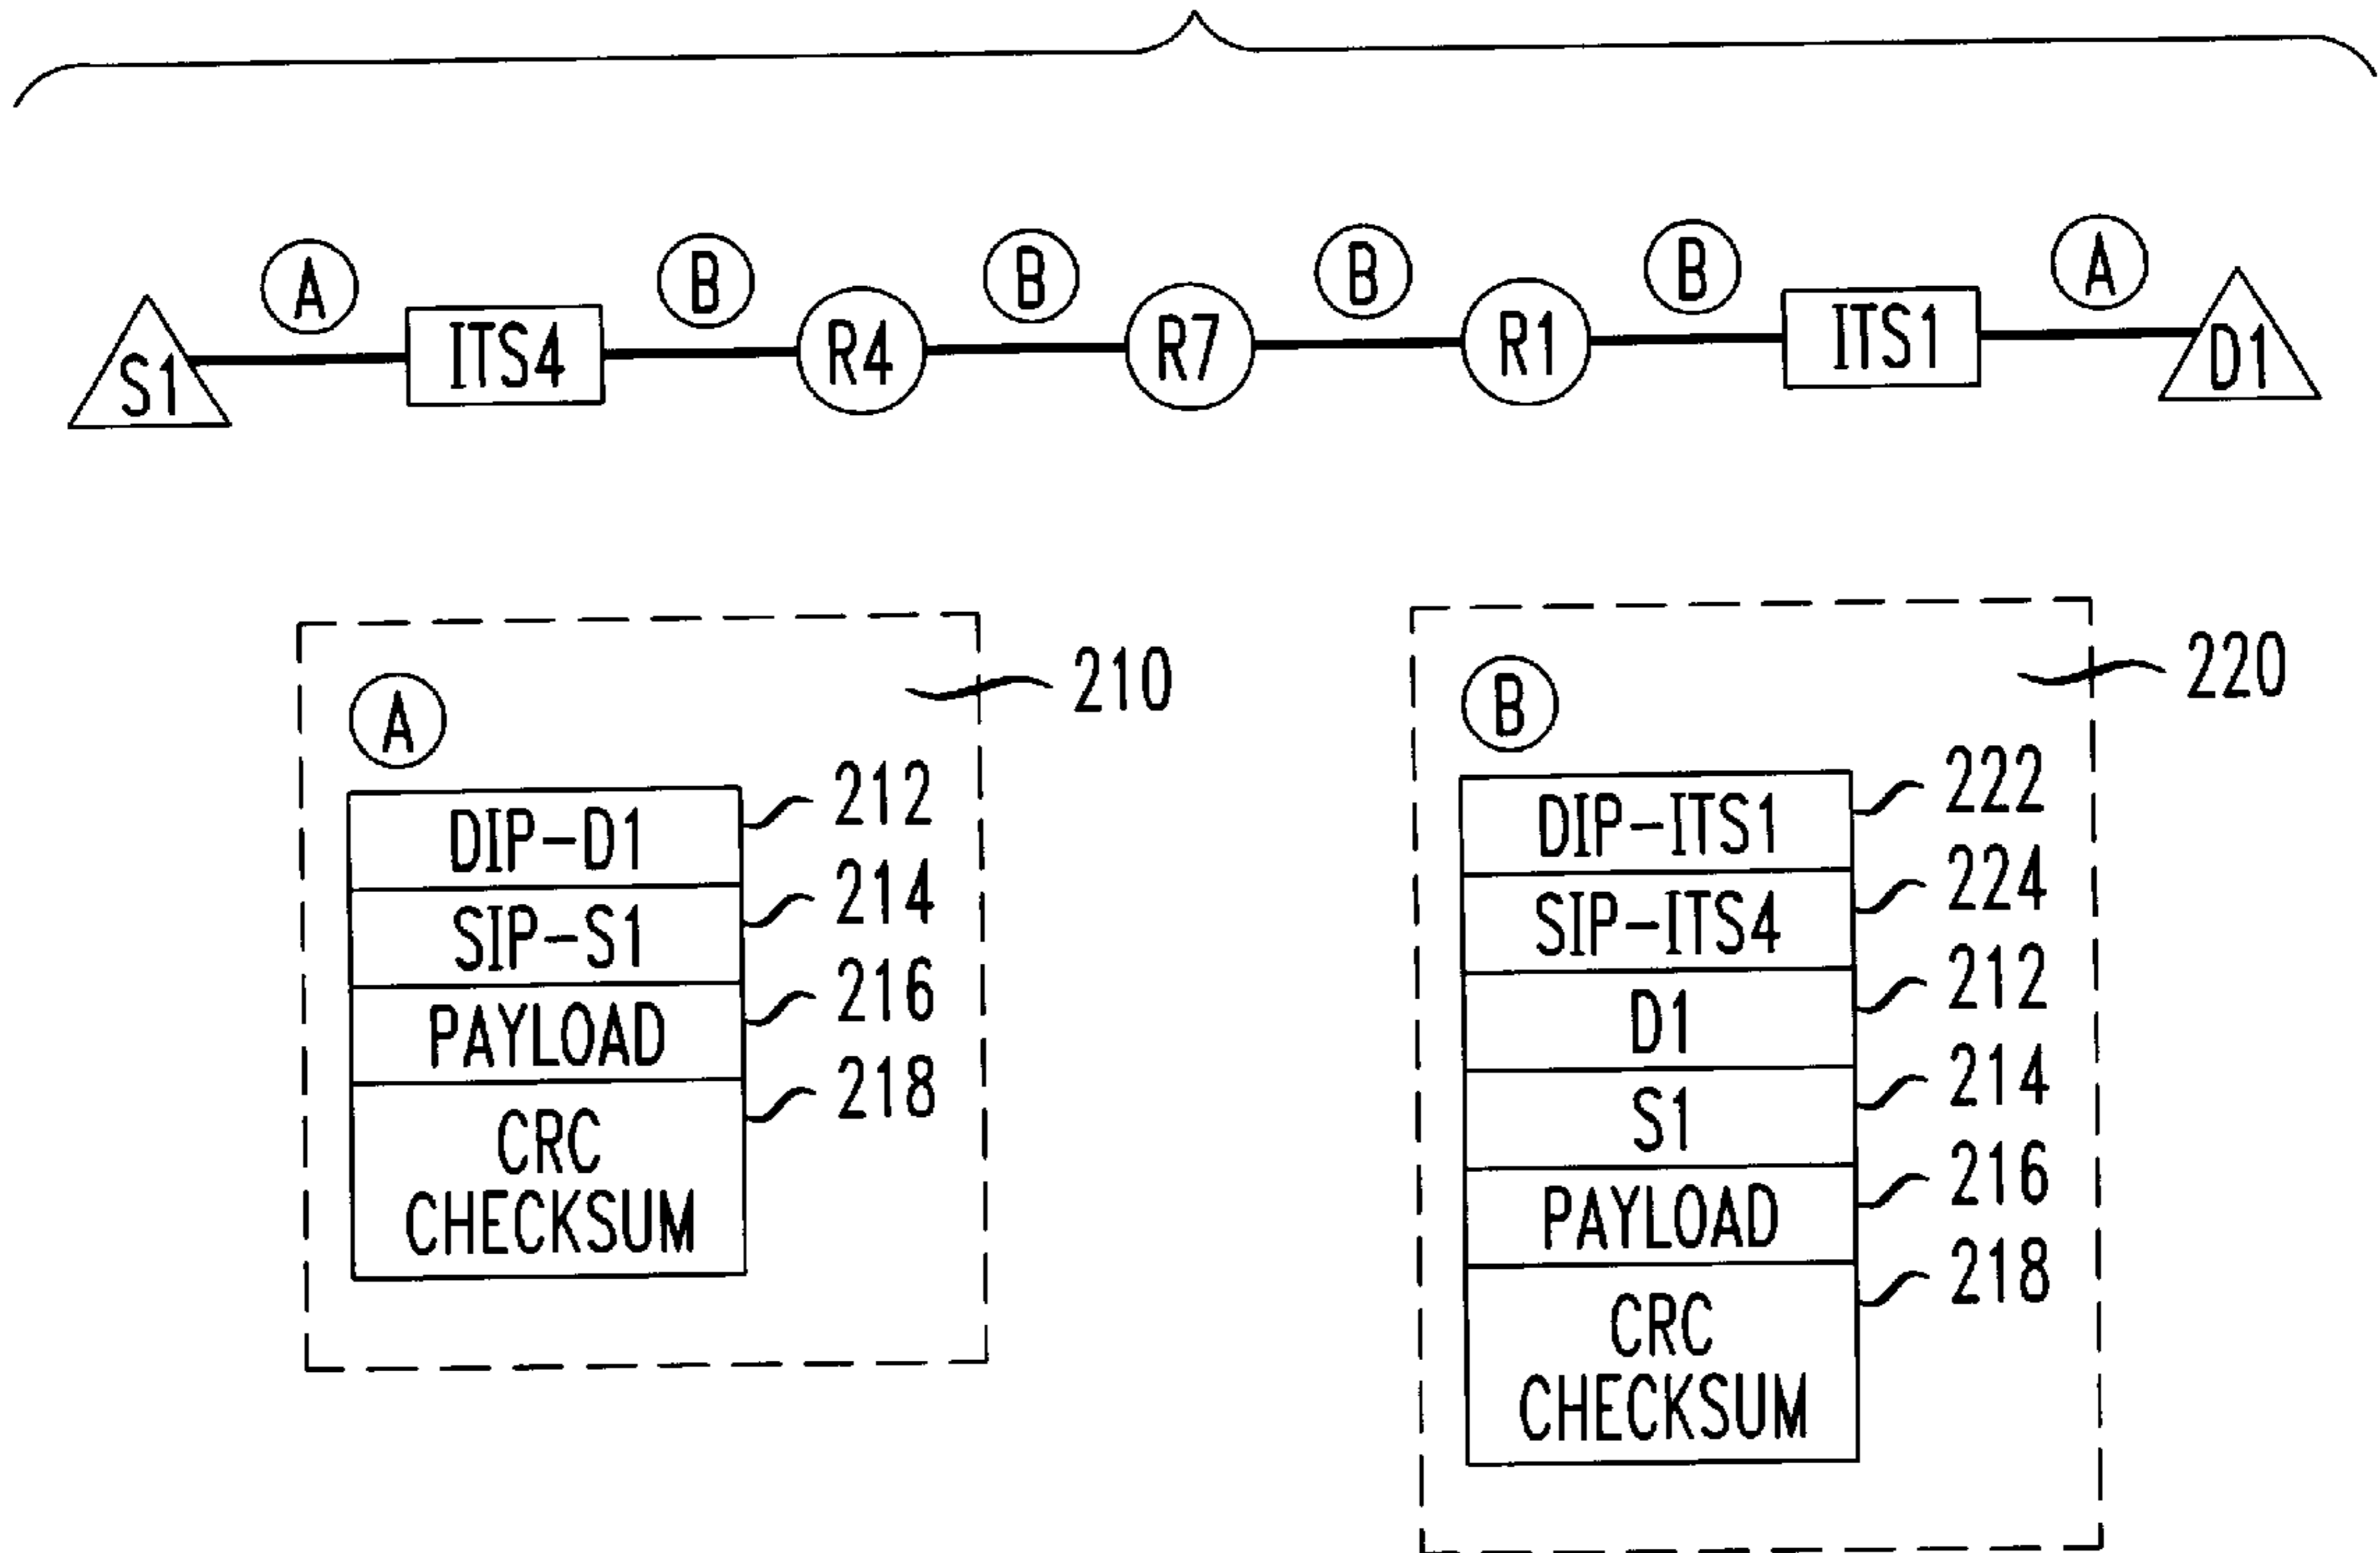 A B B B B A
S1 ITS4 R4 R7 R1 ITS1 D1
210
A
DIP-D1 212
SIP-S1 214
PAYLOAD 216
CRC 218
CHECKSUM
220
B
DIP-ITS1 222
SIP-ITS4 224
D1 212
S1 214
PAYLOAD 216
CRC 218
CHECKSUM